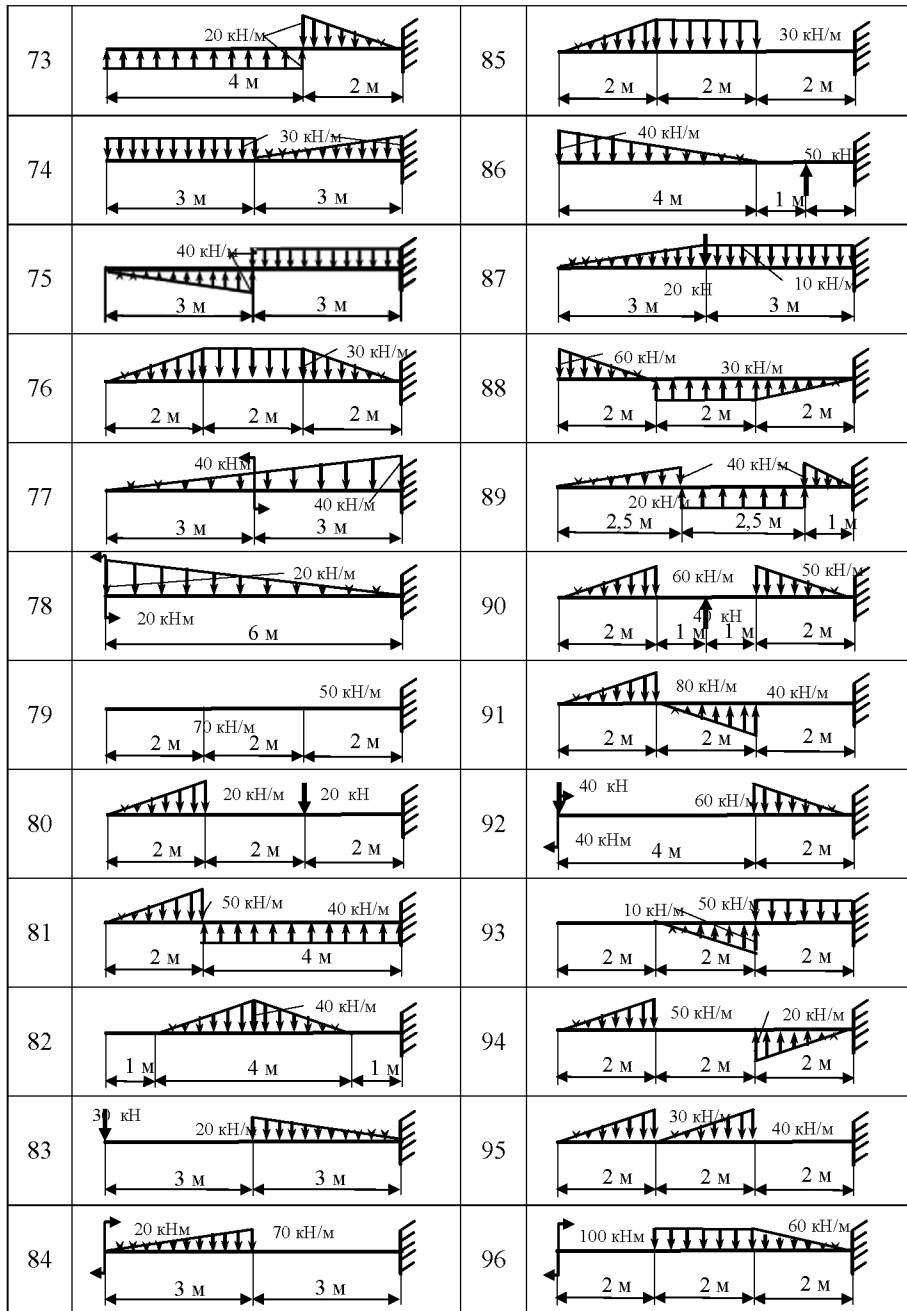 73
20 кН/м
4 м
2 м
85
30 кН/м
2 м
2 м
2 м
74
30 кН/м
3 м
3 м
86
40 кН/м
50 кН
4 м
1 м
75
40 кН/м
3 м
3 м
87
20 кН
10 кН/м
3 м
3 м
76
30 кН/м
2 м
2 м
2 м
88
60 кН/м
30 кН/м
2 м
2 м
2 м
77
40 кНм
40 кН/м
3 м
3 м
89
40 кН/м
20 кН/м
2,5 м
2,5 м
1 м
78
20 кН/м
20 кНм
6 м
90
60 кН/м
50 кН/м
40 кН
2 м
1 м
1 м
2 м
79
50 кН/м
70 кН/м
2 м
2 м
2 м
91
80 кН/м
40 кН/м
2 м
2 м
2 м
80
20 кН/м
20 кН
2 м
2 м
2 м
92
40 кН
60 кН/м
40 кНм
4 м
2 м
81
50 кН/м
40 кН/м
2 м
4 м
93
50 кН/м
10 кН/м
2 м
2 м
2 м
82
40 кН/м
1 м
4 м
1 м
94
50 кН/м
20 кН/м
2 м
2 м
2 м
83
30 кН
20 кН/м
3 м
3 м
95
30 кН/м
40 кН/м
2 м
2 м
2 м
84
20 кНм
70 кН/м
3 м
3 м
96
100 кНм
60 кН/м
2 м
2 м
2 м